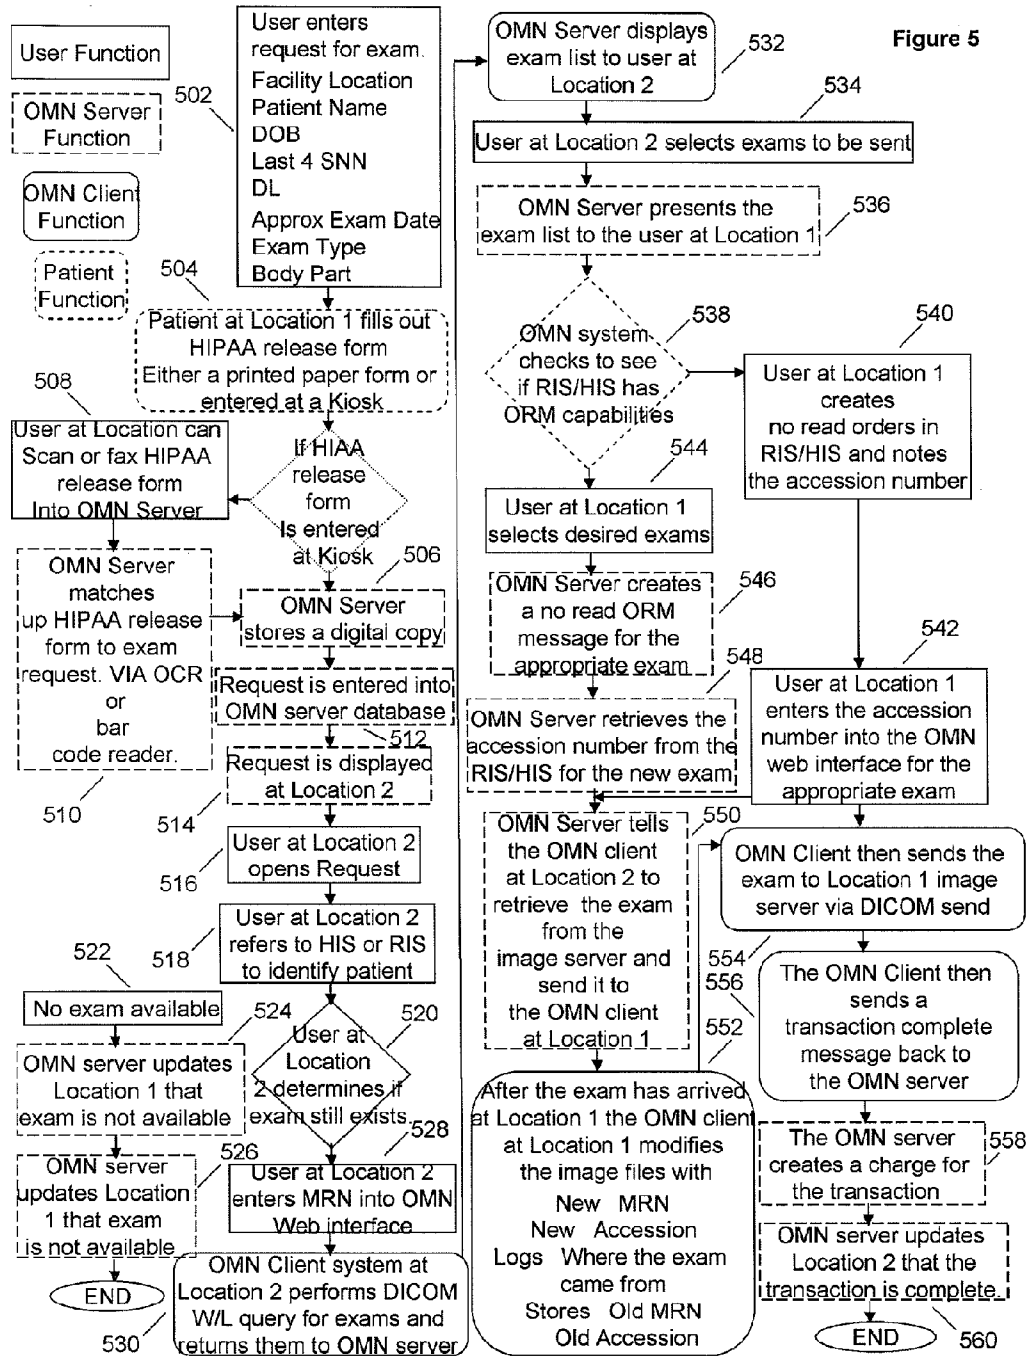 Figure 5
User Function
OMN Server
Function
OMN Client
Function
Patient
Function
502
User enters
request for exam.
Facility Location
Patient Name
DOB
Last 4 SNN
DL
Approx Exam Date
Exam Type
Body Part
504
Patient at Location 1 fills out
HIPAA release form
Either a printed paper form or
entered at a Kiosk
If HIAA
release
form
Is entered
at Kiosk
508
User at Location can
Scan or fax HIPAA
release form
Into OMN Server
OMN Server
matches
up HIPAA release
form to exam
request. VIA OCR
or
bar
code reader.
510
506
OMN Server
stores a digital copy
Request is entered into
OMN server database
512
Request is displayed
at Location 2
514
User at Location 2
opens Request
516
User at Location 2
refers to HIS or RIS
to identify patient
518
520
User at
Location
2 determines if
exam still exists.
522
No exam available
524
OMN server updates
Location 1 that
exam is not available
526
OMN server
updates Location
1 that exam
is not available
END
528
User at Location 2
enters MRN into OMN
Web interface
OMN Client system at
Location 2 performs DICOM
W/L query for exams and
returns them to OMN server
530
OMN Server displays
exam list to user at
Location 2
532
534
User at Location 2 selects exams to be sent
OMN Server presents the
exam list to the user at Location 1
536
OMN system
checks to see
if RIS/HIS has
ORM capabilities
538
540
User at Location 1
creates
no read orders in
RIS/HIS and notes
the accession number
544
User at Location 1
selects desired exams
OMN Server creates
a no read ORM
message for the
appropriate exam
546
548
OMN Server retrieves the
accession number from the
RIS/HIS for the new exam
542
User at Location 1
enters the accession
number into the OMN
web interface for the
appropriate exam
550
OMN Server tells
the OMN client
at Location 2 to
retrieve the exam
from the
image server and
send it to
the OMN client
at Location 1
552
After the exam has arrived
at Location 1 the OMN client
at Location 1 modifies
the image files with
New MRN
New Accession
Logs Where the exam
came from
Stores Old MRN
Old Accession
OMN Client then sends the
exam to Location 1 image
server via DICOM send
554
556
The OMN Client then
sends a
transaction complete
message back to
the OMN server
The OMN server
creates a charge for
the transaction
558
OMN server updates
Location 2 that the
transaction is complete.
END
560